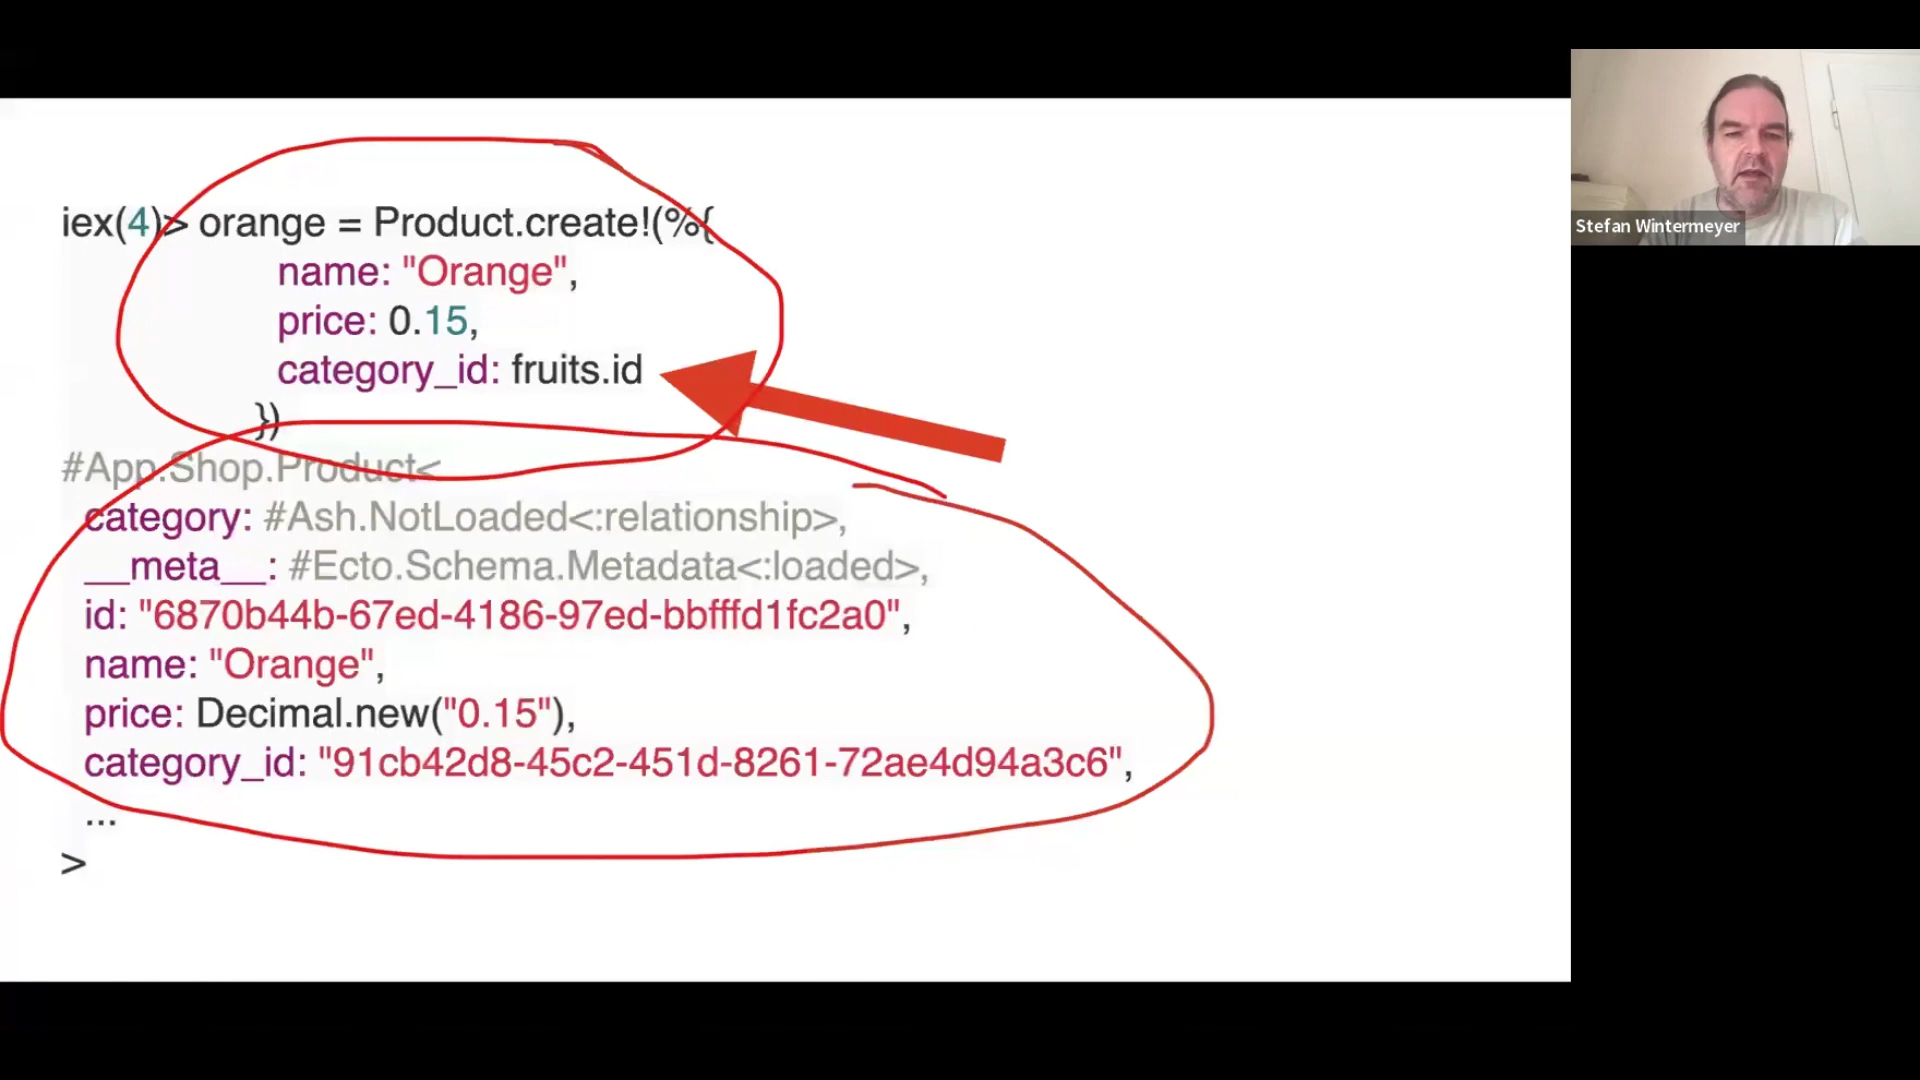 iex(4)> orange = Product.create!(%{
name: "Orange",
price: 0.15,
category_id: fruits.id
})
#App.Shop.Product<
category: #Ash.NotLoaded<:relationship>,
__meta__: #Ecto.Schema.Metadata<:loaded>,
id: "6870b44b-67ed-4186-97ed-bbfffd1fc2a0",
name: "Orange",
price: Decimal.new("0.15"),
category_id: "91cb42d8-45c2-451d-8261-72ae4d94a3c6",
...
>
Stefan Wintermeyer